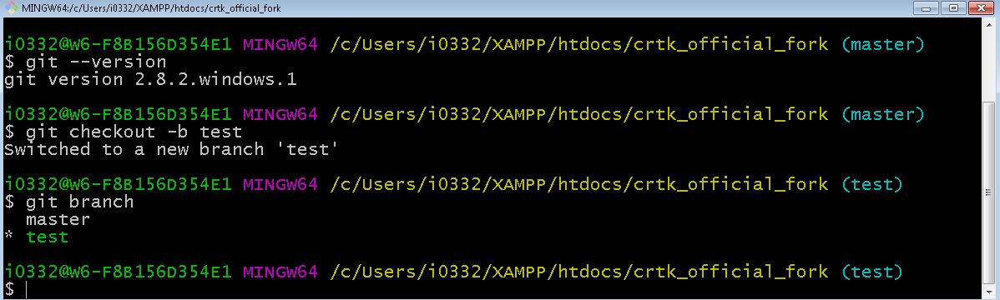 MINGW64:/c/Users/i0332/XAMPP/htdocs/crtk_official_fork
i0332@W6-F8B156D354E1 MINGW64 /c/Users/i0332/XAMPP/htdocs/crtk_official_fork (master)
$ git --version
git version 2.8.2.windows.1
i0332@W6-F8B156D354E1 MINGW64 /c/Users/i0332/XAMPP/htdocs/crtk_official_fork (master)
$ git checkout -b test
Switched to a new branch 'test'
i0332@W6-F8B156D354E1 MINGW64 /c/Users/i0332/XAMPP/htdocs/crtk_official_fork (test)
$ git branch
  master
* test
i0332@W6-F8B156D354E1 MINGW64 /c/Users/i0332/XAMPP/htdocs/crtk_official_fork (test)
$